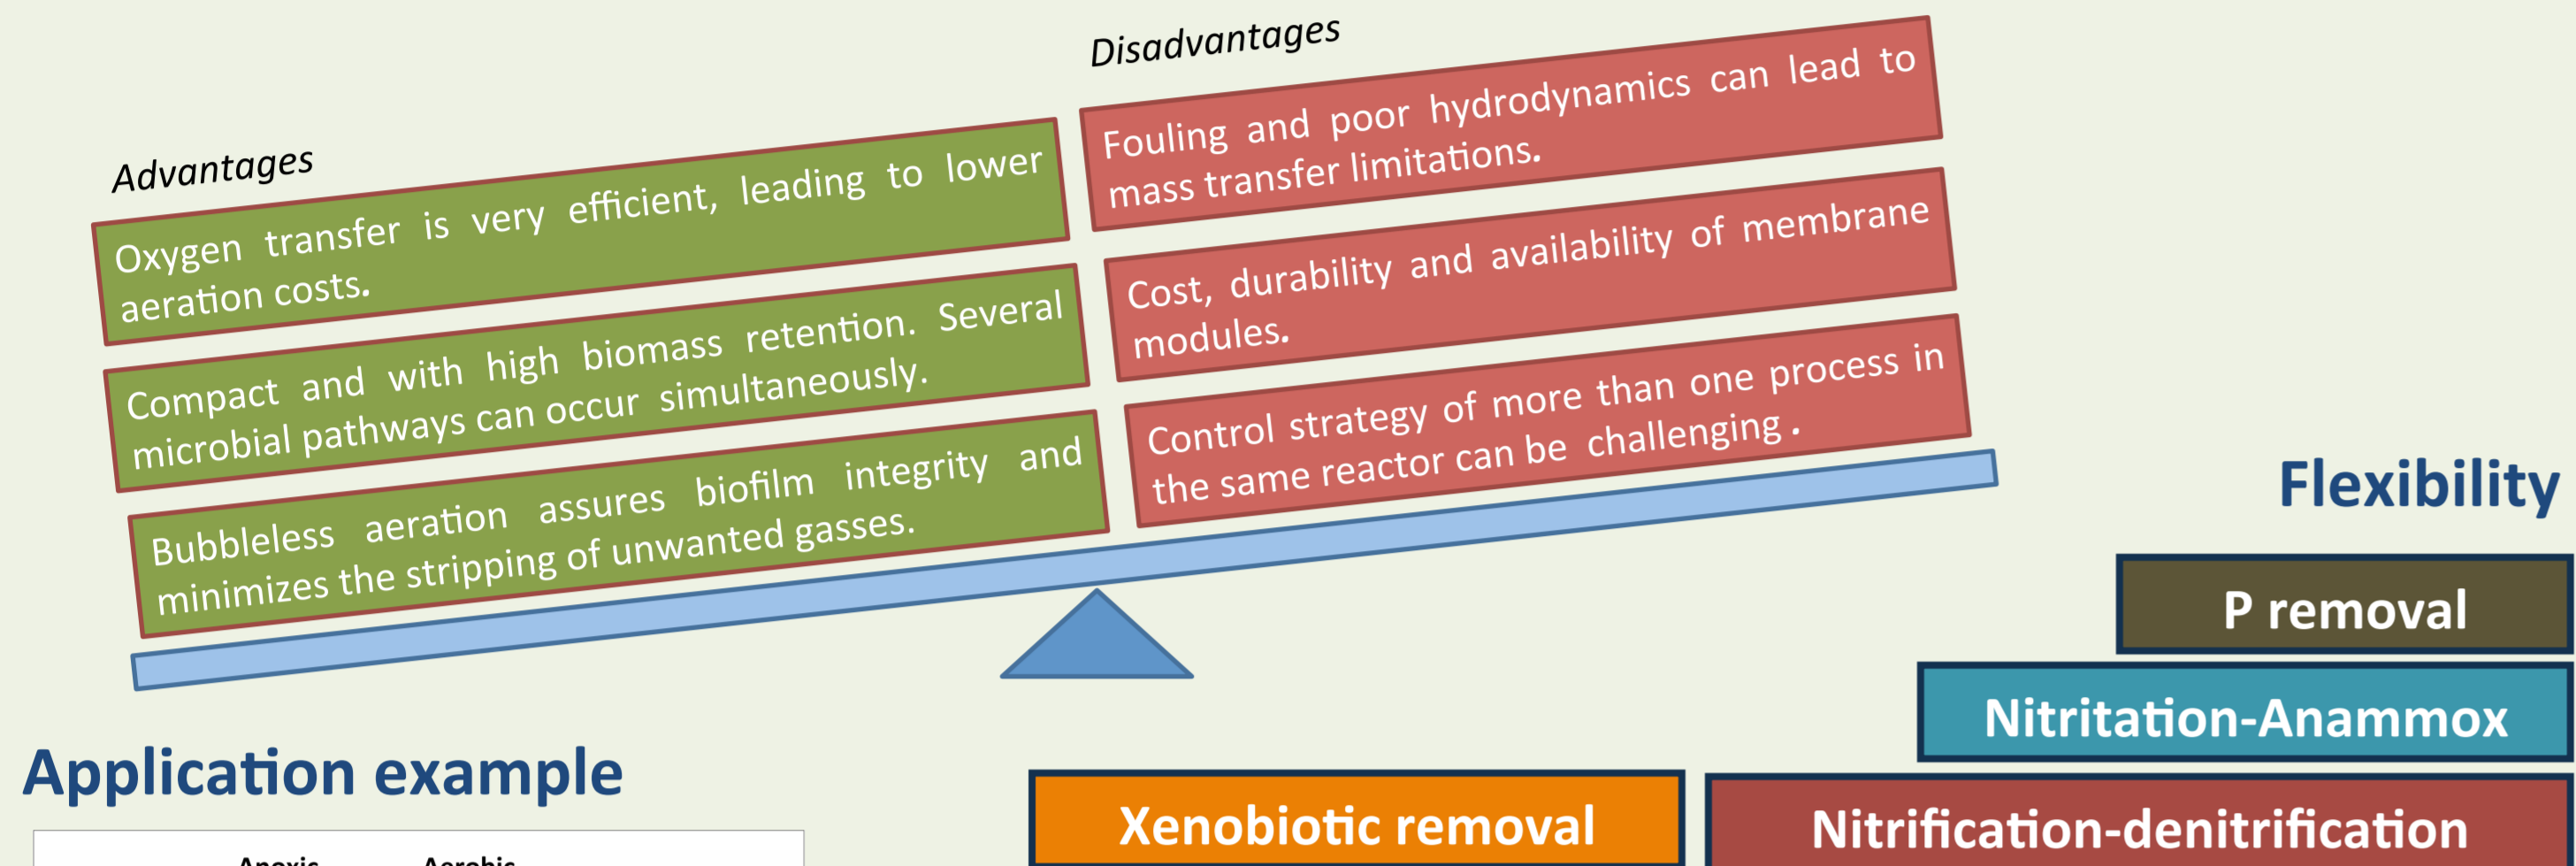 Advantages
Oxygen transfer is very efficient, leading to lower
aeration costs.
Compact and with high biomass retention. Several
microbial pathways can occur simultaneously.
Bubbleless aeration assures biofilm integrity and
minimizes the stripping of unwanted gasses.
Disadvantages
Fouling and poor hydrodynamics can lead to
mass transfer limitations.
Cost, durability and availability of membrane
modules.
Control strategy of more than one process in
the same reactor can be challenging .
Flexibility
P removal
Nitritation-Anammox
Xenobiotic removal
Nitrification-denitrification
Application example
Anoxic
Aerobic